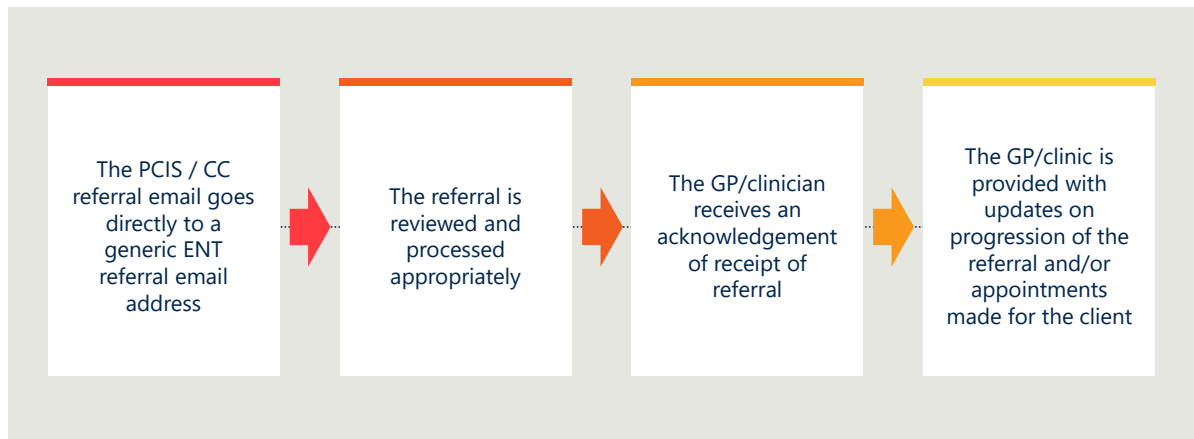 The PCIS / CC
referral email goes
directly to a
generic ENT
referral email
address
The referral is
reviewed and
processed
appropriately
The GP/clinician
receives an
acknowledgement
of receipt of
referral
The GP/clinic is
provided with
updates on
progression of the
referral and/or
appointments
made for the client